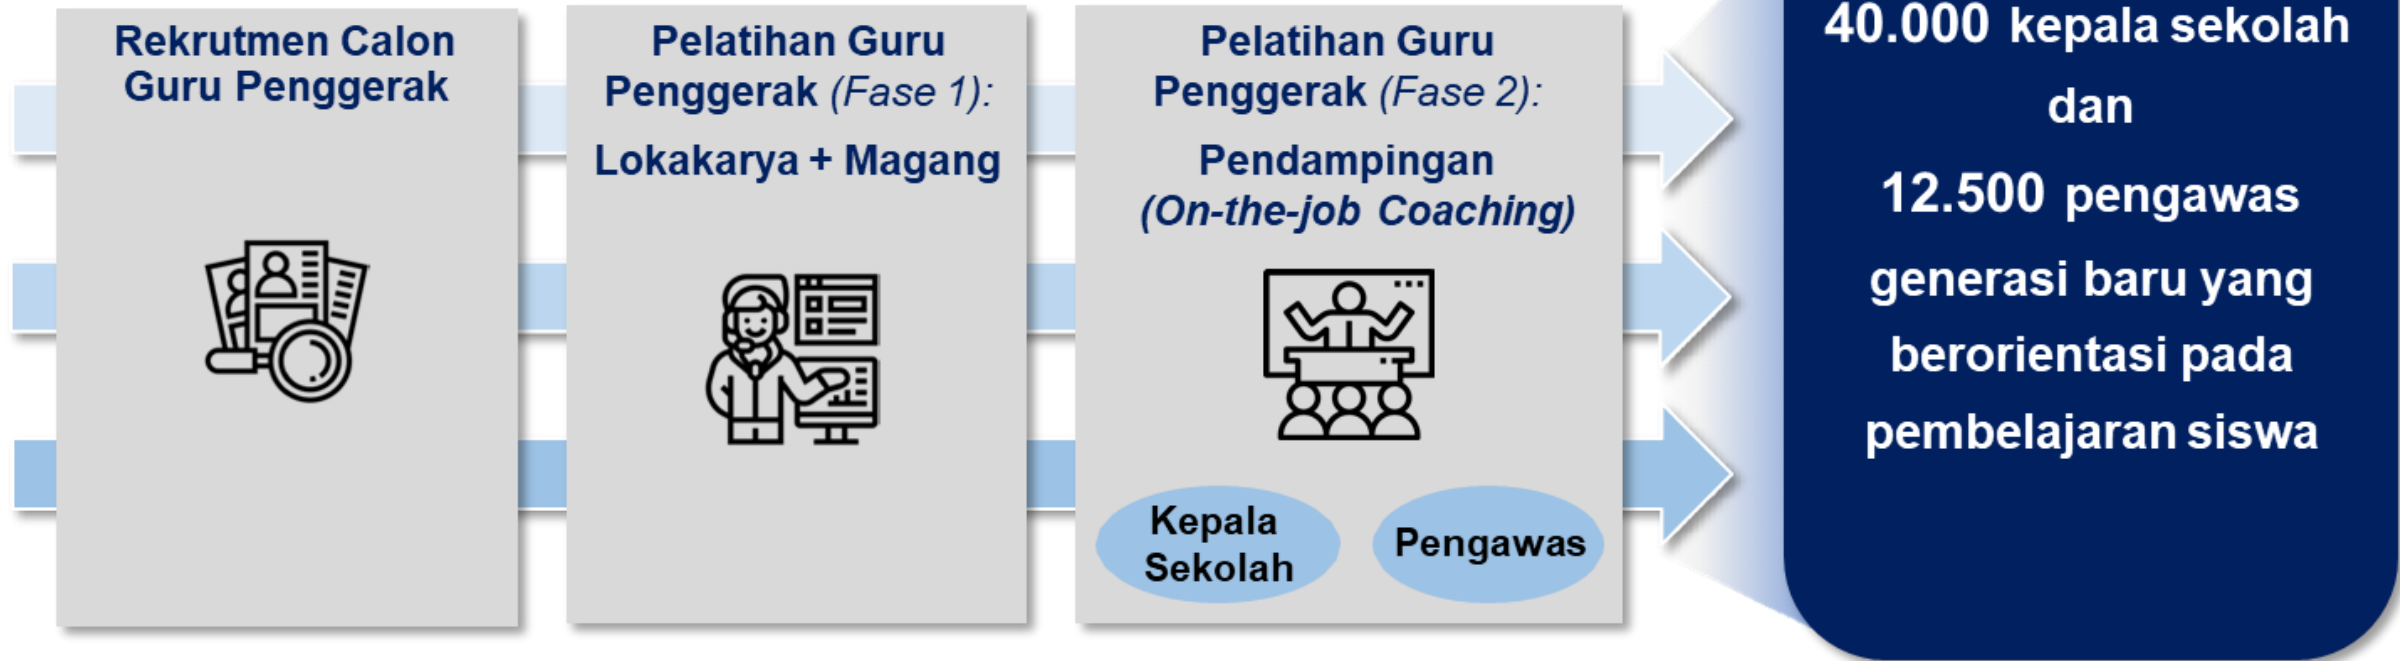 Rekrutmen Calon
Guru Penggerak
Pelatihan Guru
Penggerak (Fase 1):
Lokakarya + Magang
Pelatihan Guru
Penggerak (Fase 2):
Pendampingan
(On-the-job Coaching)
Kepala
Sekolah
Pengawas
40.000 kepala sekolah
dan
12.500 pengawas
generasi baru yang
berorientasi pada
pembelajaran siswa